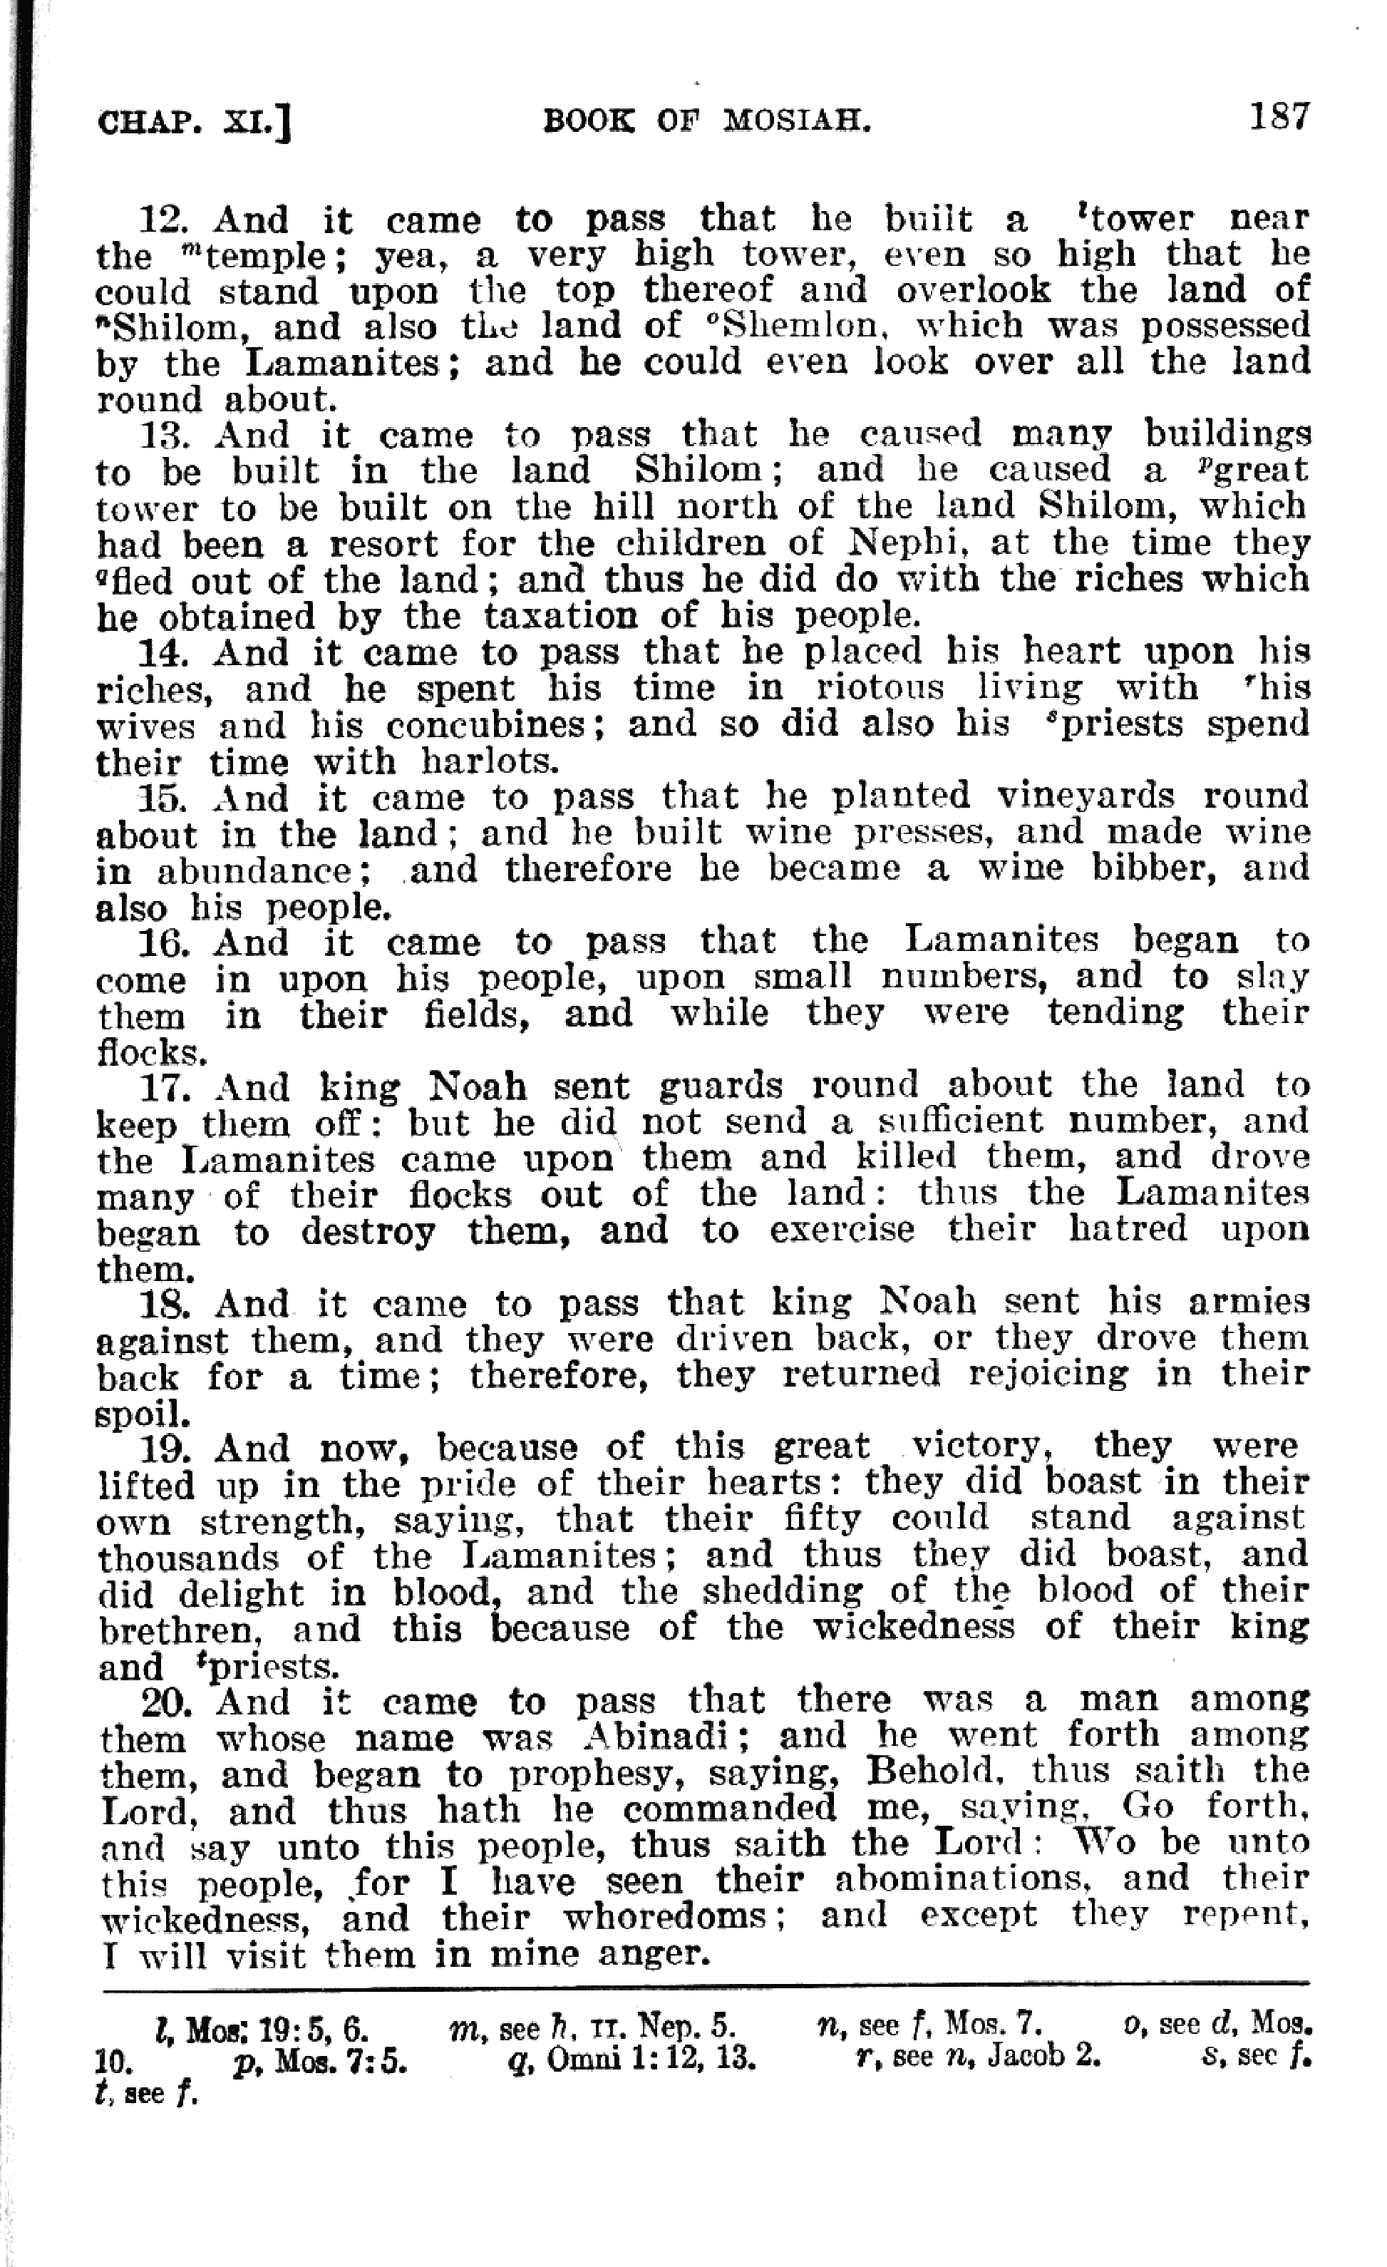 CHAP. XI.] BOOK OF MOSIAH. 187
12. And it came to pass that he built a ˡtower near
the ᵐtemple; yea, a very high tower, even so high that he
could stand upon the top thereof and overlook the land of
ⁿShilom, and also the land of ᵒShemlon, which was possessed
by the Lamanites; and he could even look over all the land
round about.
13. And it came to pass that he caused many buildings
to be built in the land Shilom; and he caused a ᵖgreat
tower to be built on the hill north of the land Shilom, which
had been a resort for the children of Nephi, at the time they
qfled out of the land; and thus he did do with the riches which
he obtained by the taxation of his people.
14. And it came to pass that he placed his heart upon his
riches, and he spent his time in riotous living with ʳhis
wives and his concubines; and so did also his ˢpriests spend
their time with harlots.
15. And it came to pass that he planted vineyards round
about in the land; and he built wine presses, and made wine
in abundance; and therefore he became a wine bibber, and
also his people.
16. And it came to pass that the Lamanites began to
come in upon his people, upon small numbers, and to slay
them in their fields, and while they were tending their
flocks.
17. And king Noah sent guards round about the land to
keep them off: but he did not send a sufficient number, and
the Lamanites came upon them and killed them, and drove
many of their flocks out of the land: thus the Lamanites
began to destroy them, and to exercise their hatred upon
them.
18. And it came to pass that king Noah sent his armies
against them, and they were driven back, or they drove them
back for a time; therefore, they returned rejoicing in their
spoil.
19. And now, because of this great victory, they were
lifted up in the pride of their hearts: they did boast in their
own strength, saying, that their fifty could stand against
thousands of the Lamanites; and thus they did boast, and
did delight in blood, and the shedding of the blood of their
brethren, and this because of the wickedness of their king
and ᵗpriests.
20. And it came to pass that there was a man among
them whose name was Abinadi; and he went forth among
them, and began to prophesy, saying, Behold, thus saith the
Lord, and thus hath he commanded me, saying, Go forth,
and say unto this people, thus saith the Lord: Wo be unto
this people, for I have seen their abominations, and their
wickedness, and their whoredoms; and except they repent,
I will visit them in mine anger.
l, Mos: 19:5, 6. m, see h, II. Nep. 5. n, see f, Mos. 7. o, see d, Mos.
10. p, Mos. 7:5. q, Omni 1:12, 13. r, see n, Jacob 2. s, see f.
t, see f.